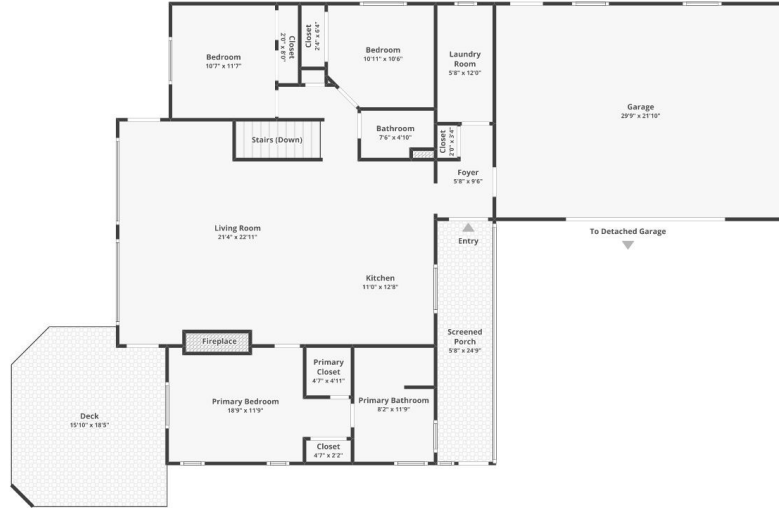 Bedroom
10'7" x 11'7"
Closet
2'0" x 8'0"
Closet
2'4" x 6'4"
Bedroom
10'11" x 10'6"
Laundry
Room
5'8" x 12'0"
Garage
29'9" x 21'10"
Stairs (Down)
Bathroom
7'6" x 4'10"
Closet
2'0" x 3'4"
Foyer
5'8" x 9'6"
Living Room
21'4" x 22'11"
Entry
To Detached Garage
Kitchen
11'0" x 12'8"
Fireplace
Screened
Porch
5'8" x 24'9"
Primary
Closet
4'7" x 4'11"
Primary Bedroom
18'9" x 11'9"
Primary Bathroom
8'2" x 11'9"
Deck
15'10" x 18'5"
Closet
4'7" x 2'2"